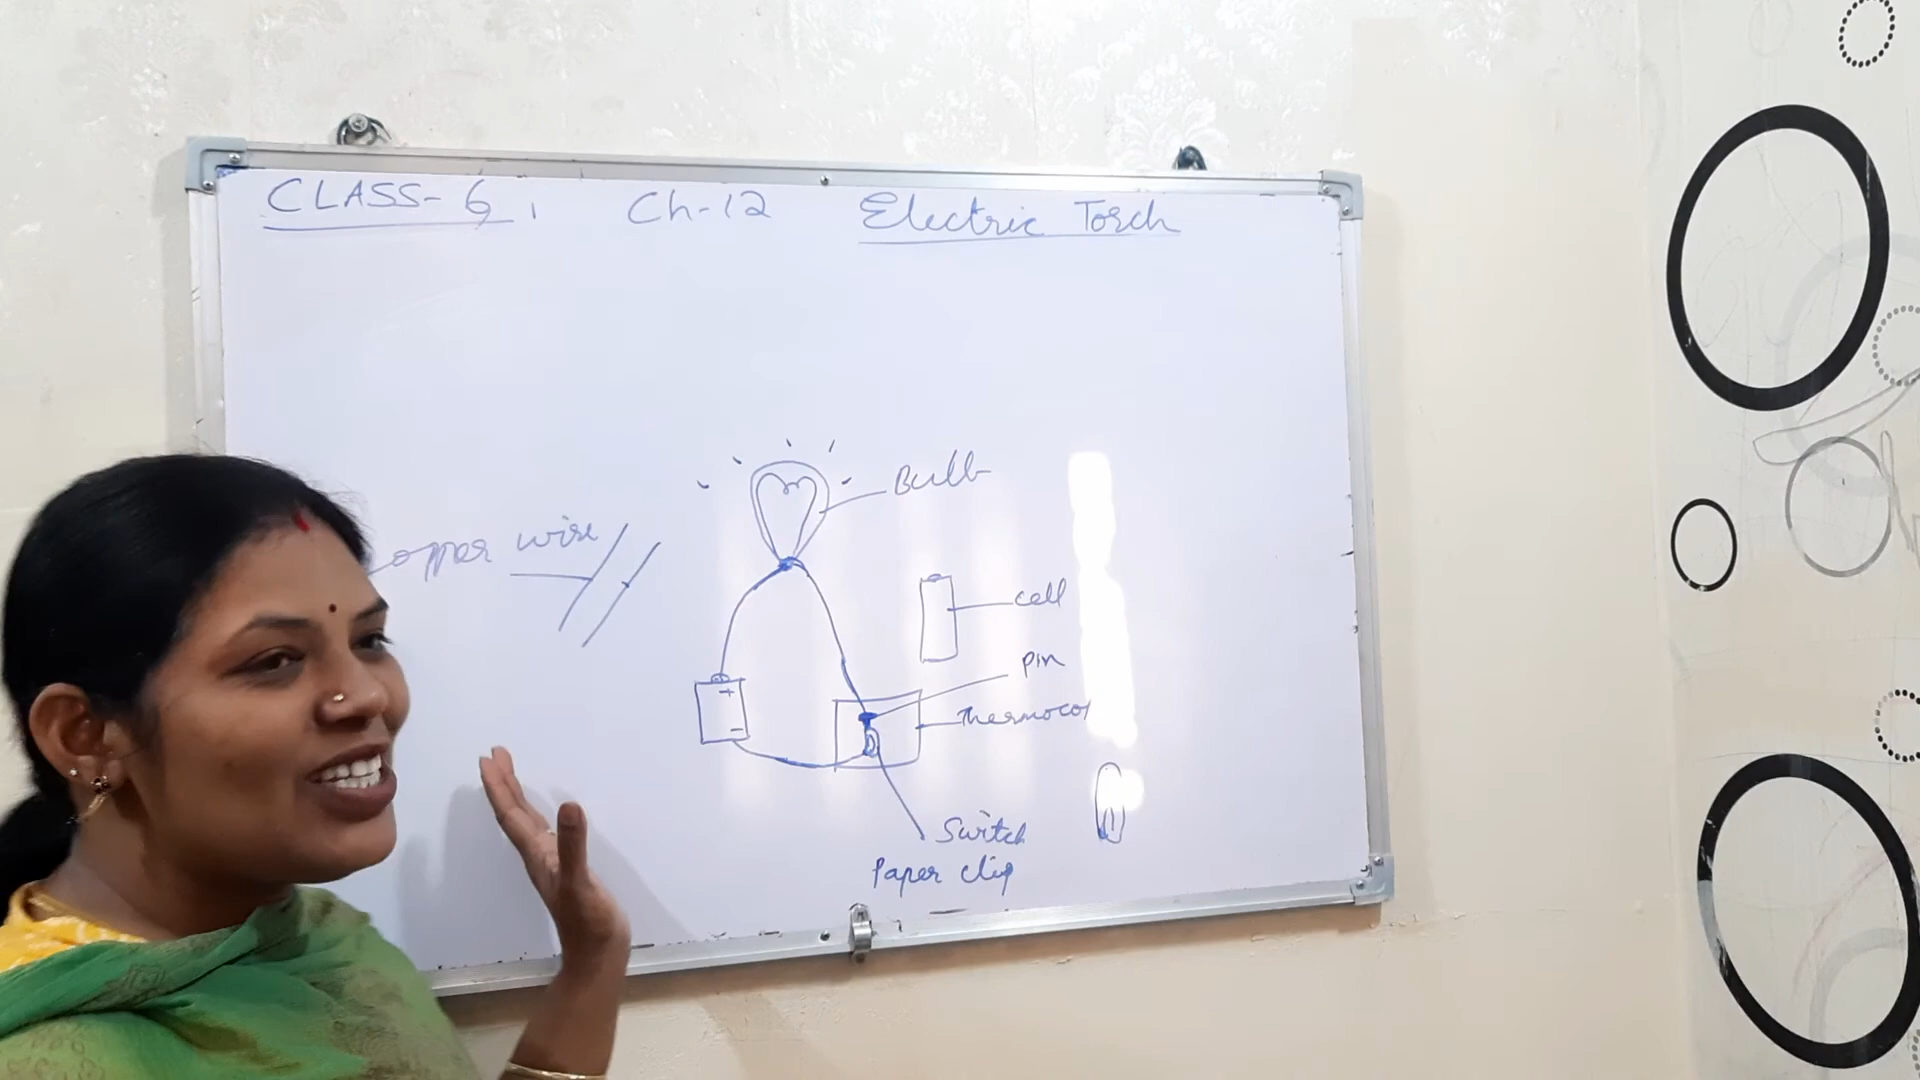 CLASS-6, Ch-12 Electric Torch
Bulb
opper wire
cell
pin
+
Thermocol
-
Switch
Paper clip